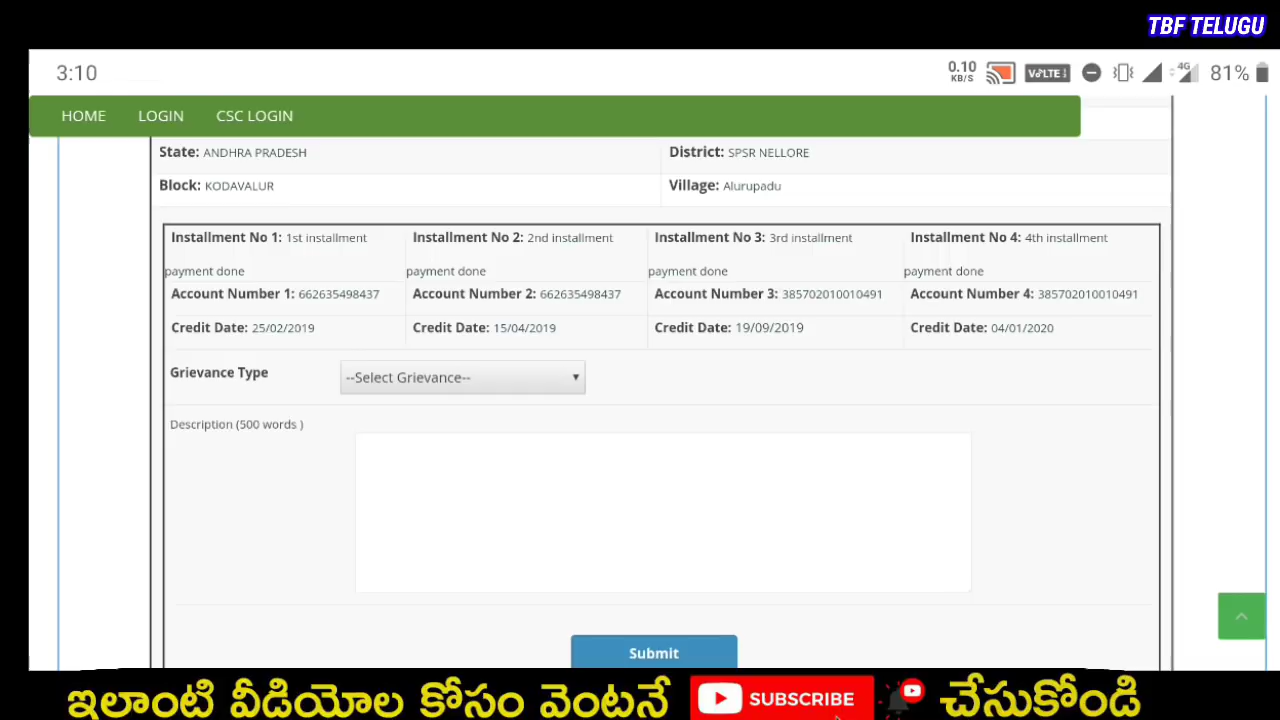 TBF TELUGU
3:10 0.10 KB/S VoLTE 4G 81%
HOME LOGIN CSC LOGIN
State: ANDHRA PRADESH District: SPSR NELLORE
Block: KODAVALUR Village: Alurupadu
Installment No 1: 1st installment Installment No 2: 2nd installment Installment No 3: 3rd installment Installment No 4: 4th installment
payment done payment done payment done payment done
Account Number 1: 662635498437 Account Number 2: 662635498437 Account Number 3: 385702010010491 Account Number 4: 385702010010491
Credit Date: 25/02/2019 Credit Date: 15/04/2019 Credit Date: 19/09/2019 Credit Date: 04/01/2020
Grievance Type --Select Grievance--
Description (500 words )
Submit
ఇలాంటి వీడియోల కోసం వెంటనే SUBSCRIBE చేసుకోండి